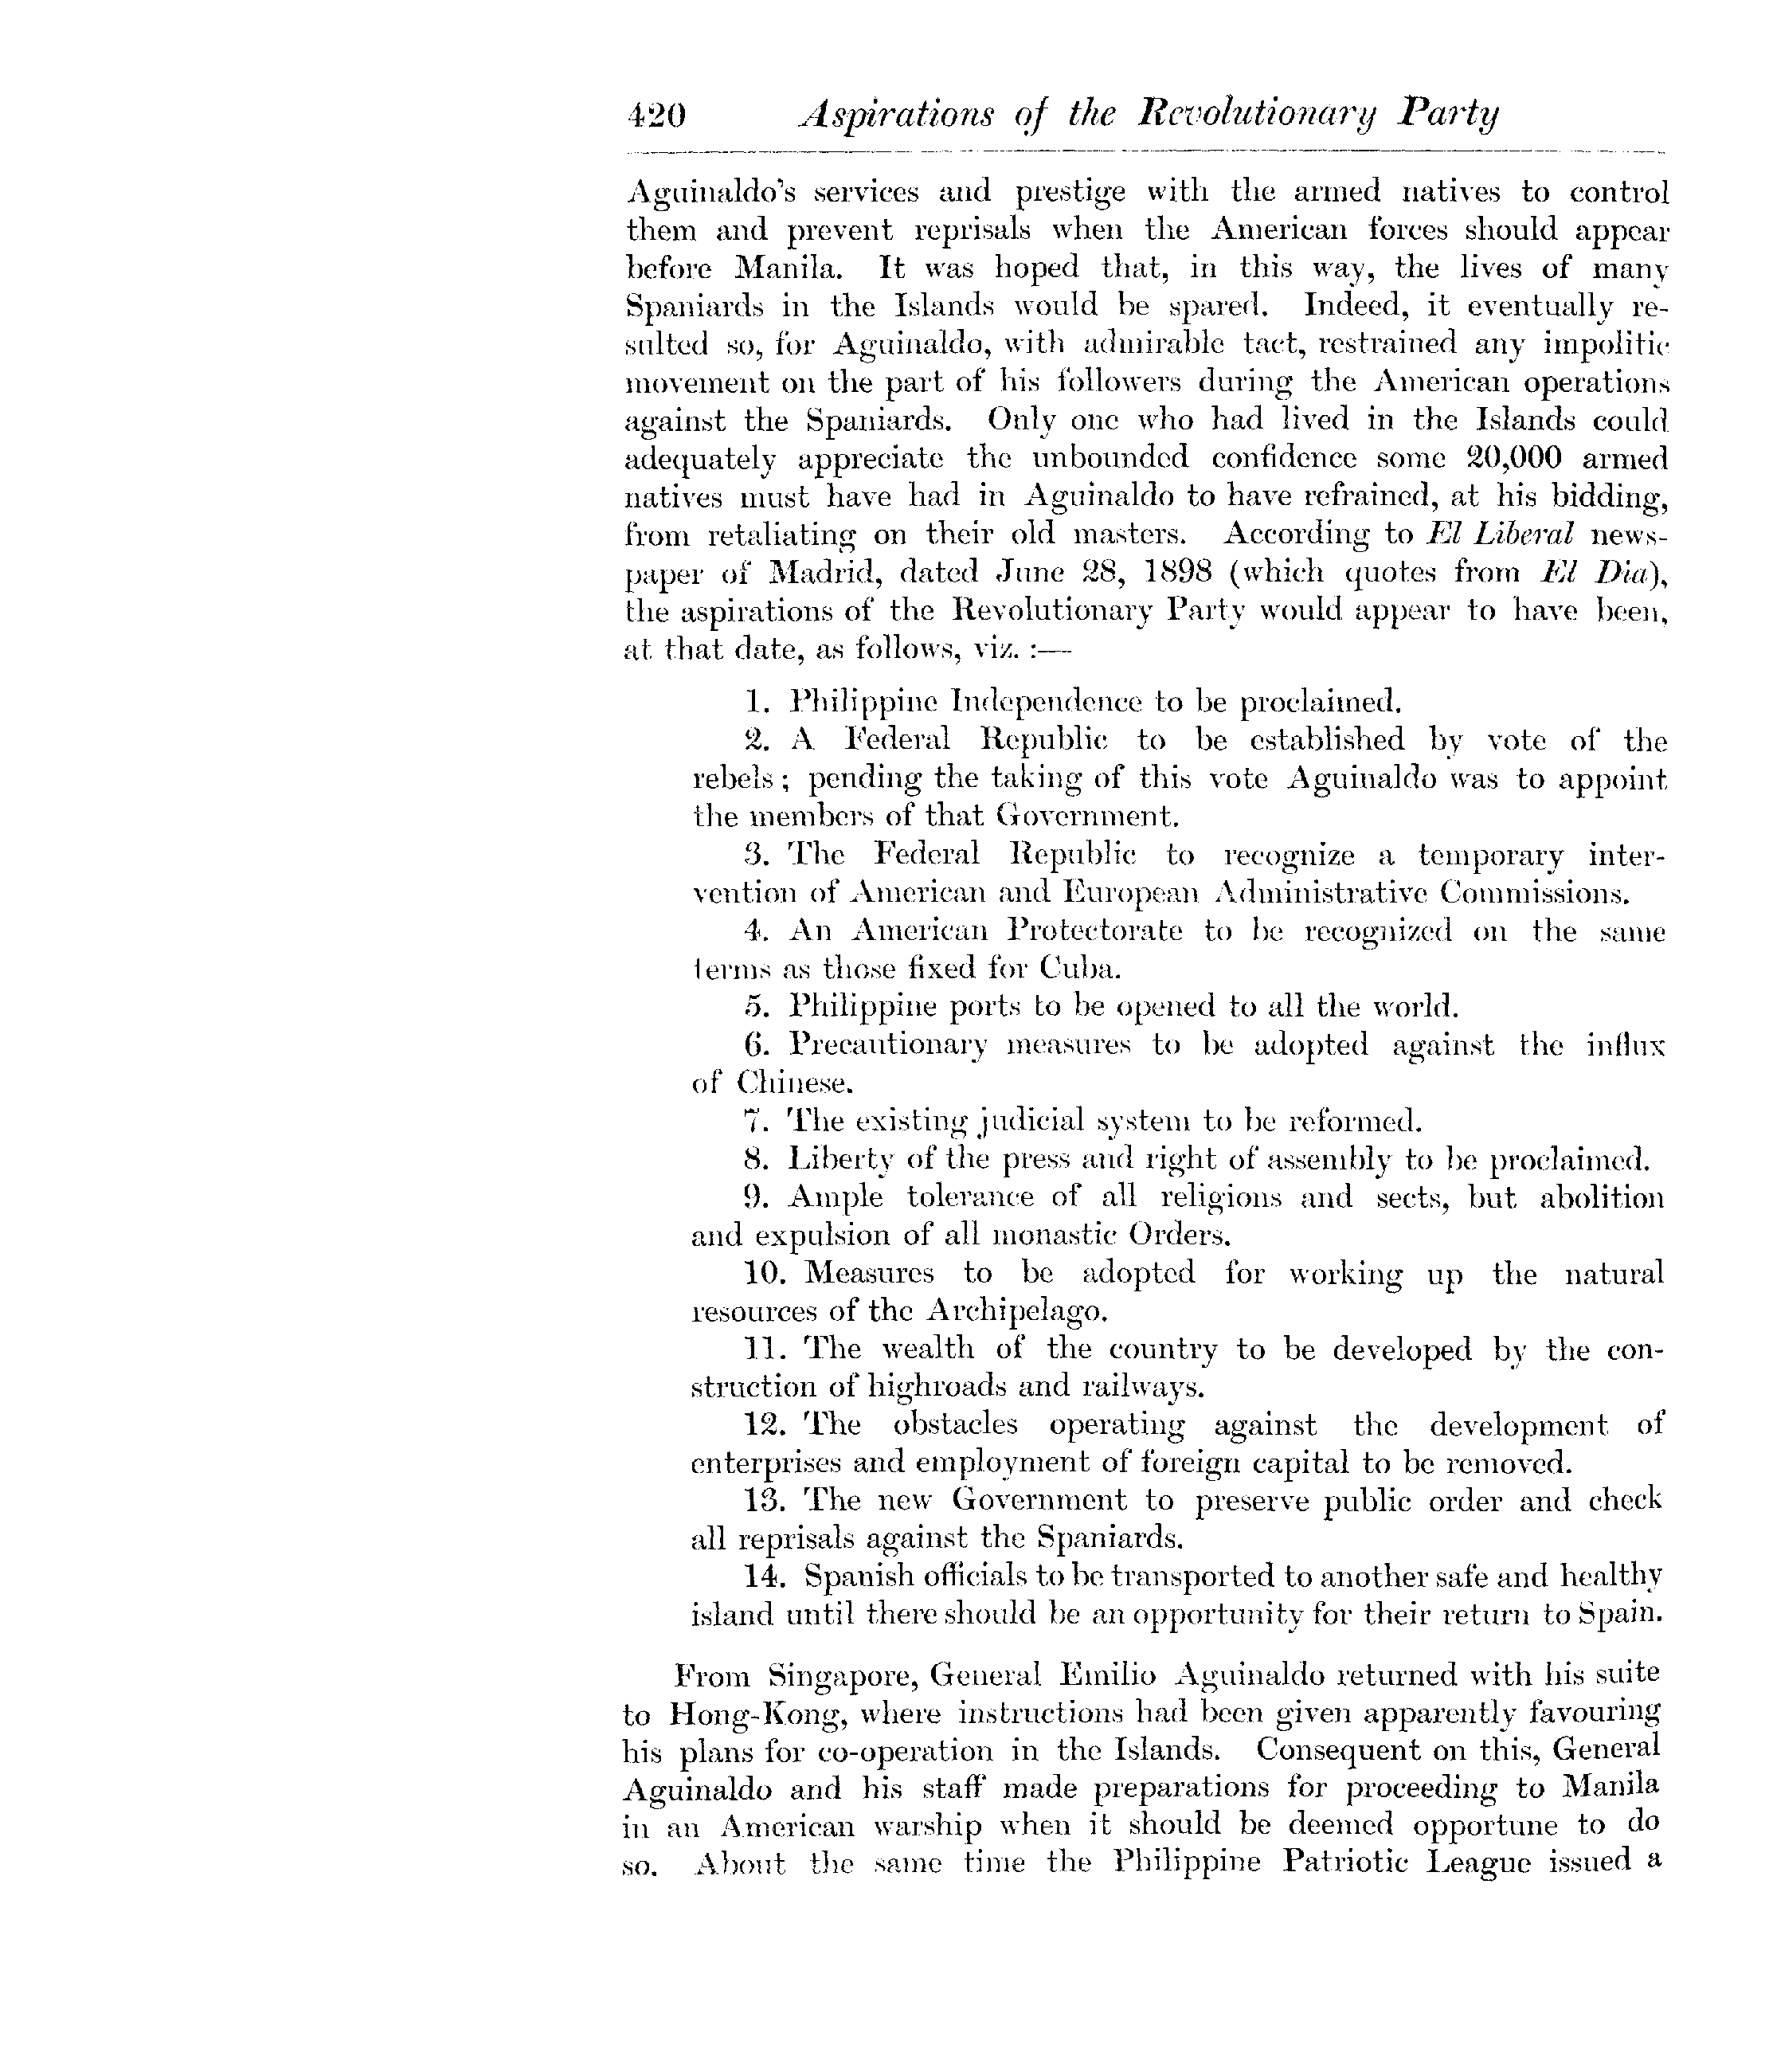 420 Aspirations of the Revolutionary Party
Aguinaldo's services and prestige with the armed natives to control
them and prevent reprisals when the American forces should appear
before Manila. It was hoped that, in this way, the lives of many
Spaniards in the Islands would be spared. Indeed, it eventually re-
sulted so, for Aguinaldo, with admirable tact, restrained any impolitic
movement on the part of his followers during the American operations
against the Spaniards. Only one who had lived in the Islands could
adequately appreciate the unbounded confidence some 20,000 armed
natives must have had in Aguinaldo to have refrained, at his bidding,
from retaliating on their old masters. According to El Liberal news-
paper of Madrid, dated June 28, 1898 (which quotes from El Dia),
the aspirations of the Revolutionary Party would appear to have been,
at that date, as follows, viz. :—
1. Philippine Independence to be proclaimed.
2. A Federal Republic to be established by vote of the
rebels ; pending the taking of this vote Aguinaldo was to appoint
the members of that Government.
3. The Federal Republic to recognize a temporary inter-
vention of American and European Administrative Commissions.
4. An American Protectorate to be recognized on the same
terms as those fixed for Cuba.
5. Philippine ports to be opened to all the world.
6. Precautionary measures to be adopted against the influx
of Chinese.
7. The existing judicial system to be reformed.
8. Liberty of the press and right of assembly to be proclaimed.
9. Ample tolerance of all religions and sects, but abolition
and expulsion of all monastic Orders.
10. Measures to be adopted for working up the natural
resources of the Archipelago.
11. The wealth of the country to be developed by the con-
struction of highroads and railways.
12. The obstacles operating against the development of
enterprises and employment of foreign capital to be removed.
13. The new Government to preserve public order and check
all reprisals against the Spaniards.
14. Spanish officials to be transported to another safe and healthy
island until there should be an opportunity for their return to Spain.
From Singapore, General Emilio Aguinaldo returned with his suite
to Hong-Kong, where instructions had been given apparently favouring
his plans for co-operation in the Islands. Consequent on this, General
Aguinaldo and his staff made preparations for proceeding to Manila
in an American warship when it should be deemed opportune to do
so. About the same time the Philippine Patriotic League issued a